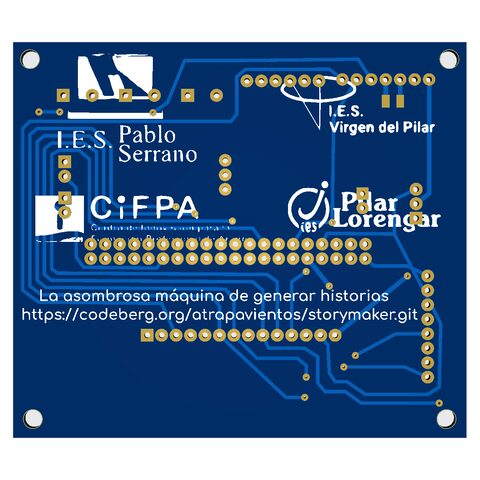 I.E.S. Pablo
Serrano
I.E.S.
Virgen del Pilar
CiFPA
Pilar
Lorengar
ies
La asombrosa máquina de generar historias
https://codeberg.org/atrapavientos/storymaker.git